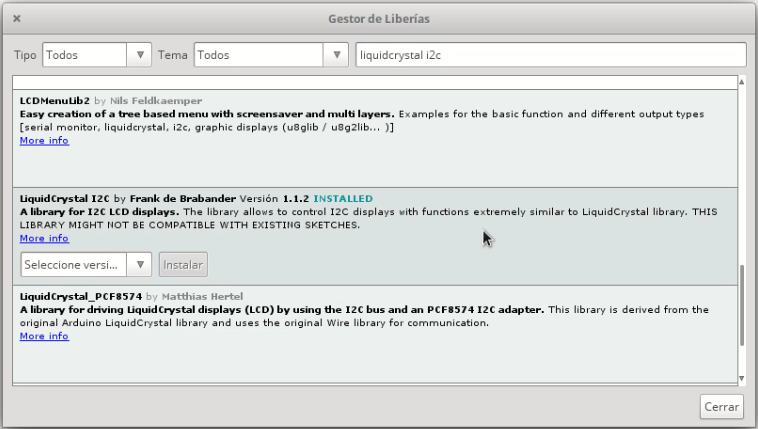 Gestor de Liberías
Tipo Todos Tema Todos liquidcrystal i2c
LCDMenuLib2 by Nils Feldkaemper
Easy creation of a tree based menu with screensaver and multi layers. Examples for the basic function and different output types
[serial monitor, liquidcrystal, i2c, graphic displays (u8glib / u8g2lib... )]
More info
LiquidCrystal I2C by Frank de Brabander Versión 1.1.2 INSTALLED
A library for I2C LCD displays. The library allows to control I2C displays with functions extremely similar to LiquidCrystal library. THIS
LIBRARY MIGHT NOT BE COMPATIBLE WITH EXISTING SKETCHES.
More info
Seleccione versi... Instalar
LiquidCrystal_PCF8574 by Matthias Hertel
A library for driving LiquidCrystal displays (LCD) by using the I2C bus and an PCF8574 I2C adapter. This library is derived from the
original Arduino LiquidCrystal library and uses the original Wire library for communication.
More info
Cerrar